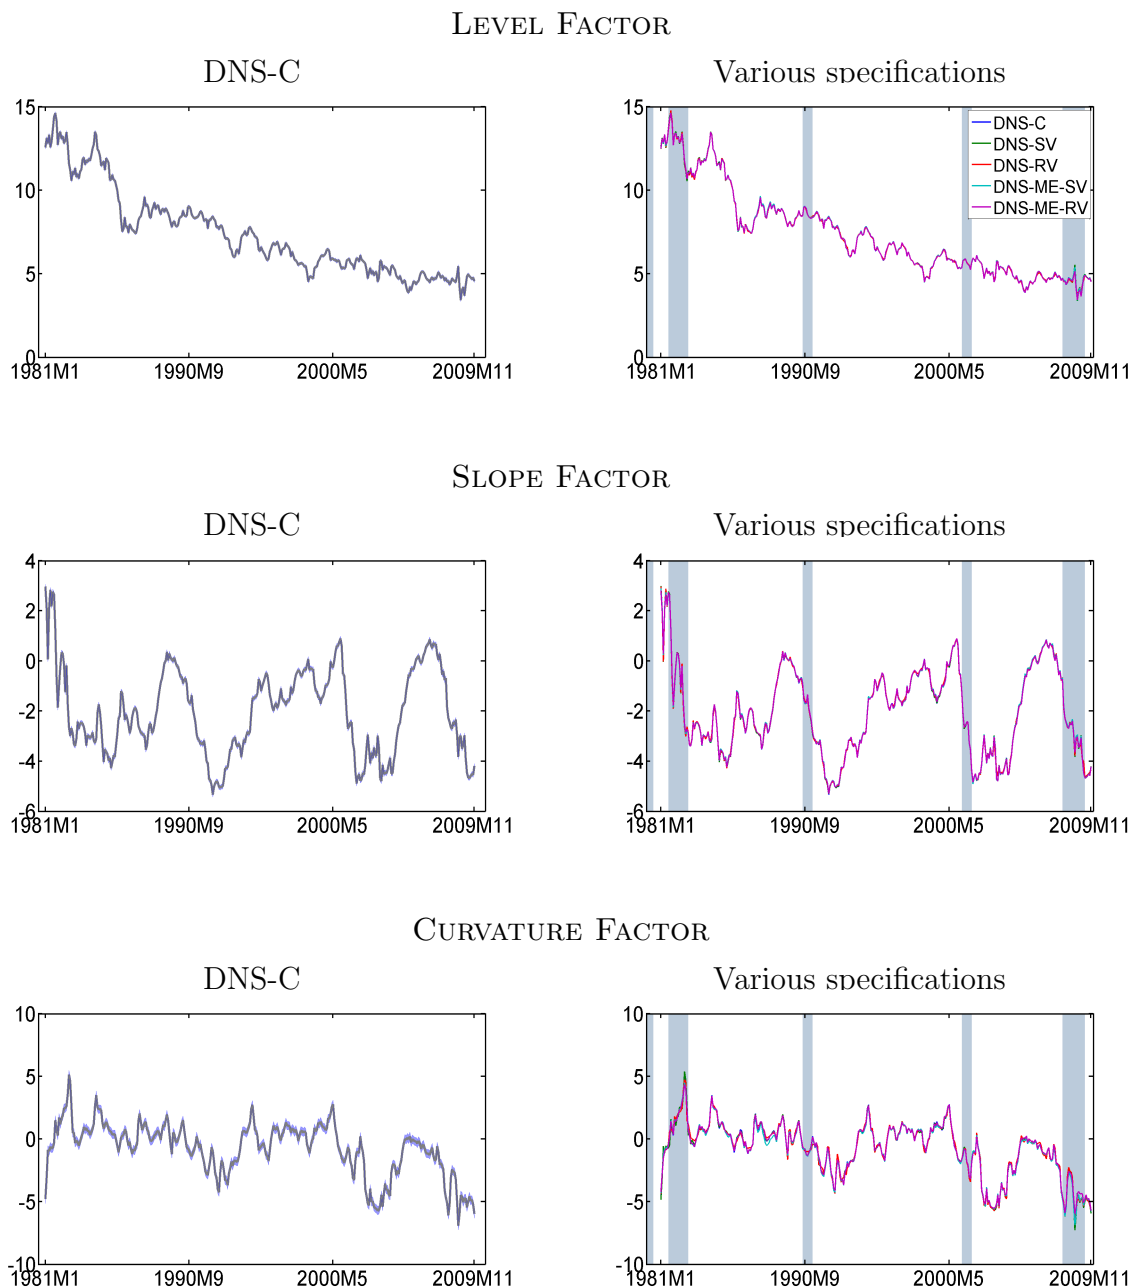 LEVEL FACTOR
DNS-C
Various specifications
15
10
5
0
1981M1 1990M9 2000M5 2009M11
15
10
5
0
1981M1 1990M9 2000M5 2009M11
DNS-C
DNS-SV
DNS-RV
DNS-ME-SV
DNS-ME-RV
SLOPE FACTOR
DNS-C
Various specifications
4
2
0
-2
-4
-6
1981M1 1990M9 2000M5 2009M11
4
2
0
-2
-4
-6
1981M1 1990M9 2000M5 2009M11
CURVATURE FACTOR
DNS-C
Various specifications
10
5
0
-5
-10
1981M1 1990M9 2000M5 2009M11
10
5
0
-5
-10
1981M1 1990M9 2000M5 2009M11